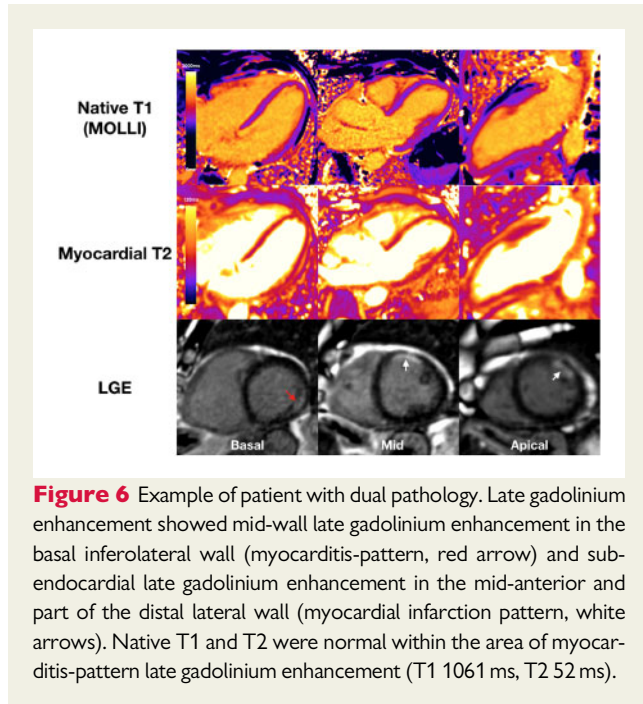 Native T1
(MOLLI)
Myocardial T2
LGE
Basal
Mid
Apical
Figure 6 Example of patient with dual pathology. Late gadolinium
enhancement showed mid-wall late gadolinium enhancement in the
basal inferolateral wall (myocarditis-pattern, red arrow) and sub-
endocardial late gadolinium enhancement in the mid-anterior and
part of the distal lateral wall (myocardial infarction pattern, white
arrows). Native T1 and T2 were normal within the area of myocar-
ditis-pattern late gadolinium enhancement (T1 1061 ms, T2 52 ms).